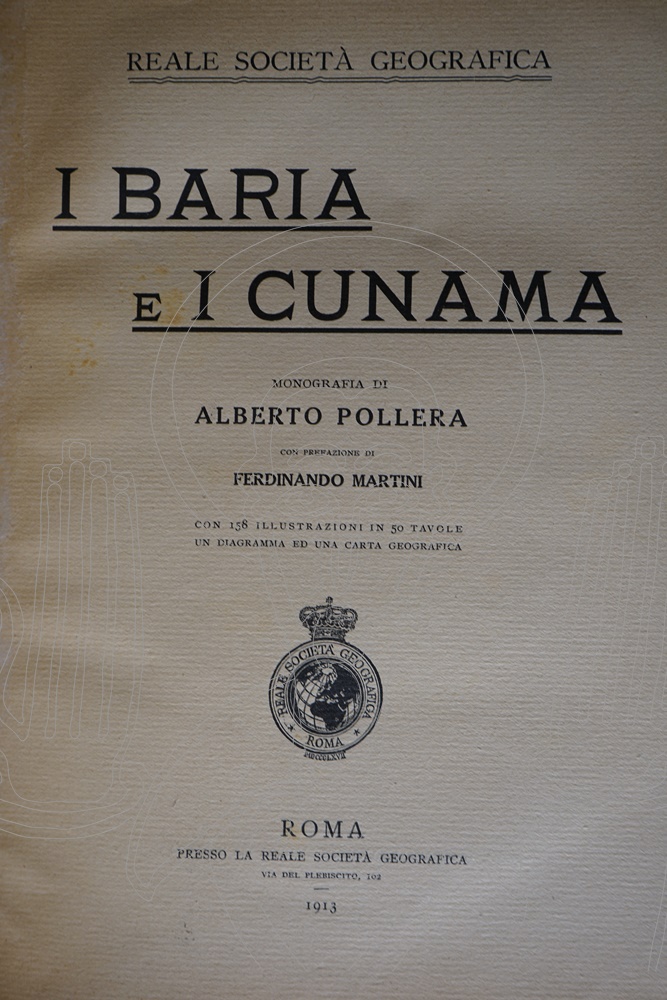 REALE SOCIETÀ GEOGRAFICA
I BARIA
E I CUNAMA
MONOGRAFIA DI
ALBERTO POLLERA
CON PREFAZIONE DI
FERDINANDO MARTINI
CON 158 ILLUSTRAZIONI IN 50 TAVOLE
UN DIAGRAMMA ED UNA CARTA GEOGRAFICA
REALE SOCIETÀ GEOGRAFICA
ROMA
MDCCCLXVII
ROMA
PRESSO LA REALE SOCIETÀ GEOGRAFICA
VIA DEL PLEBISCITO, 102
1913